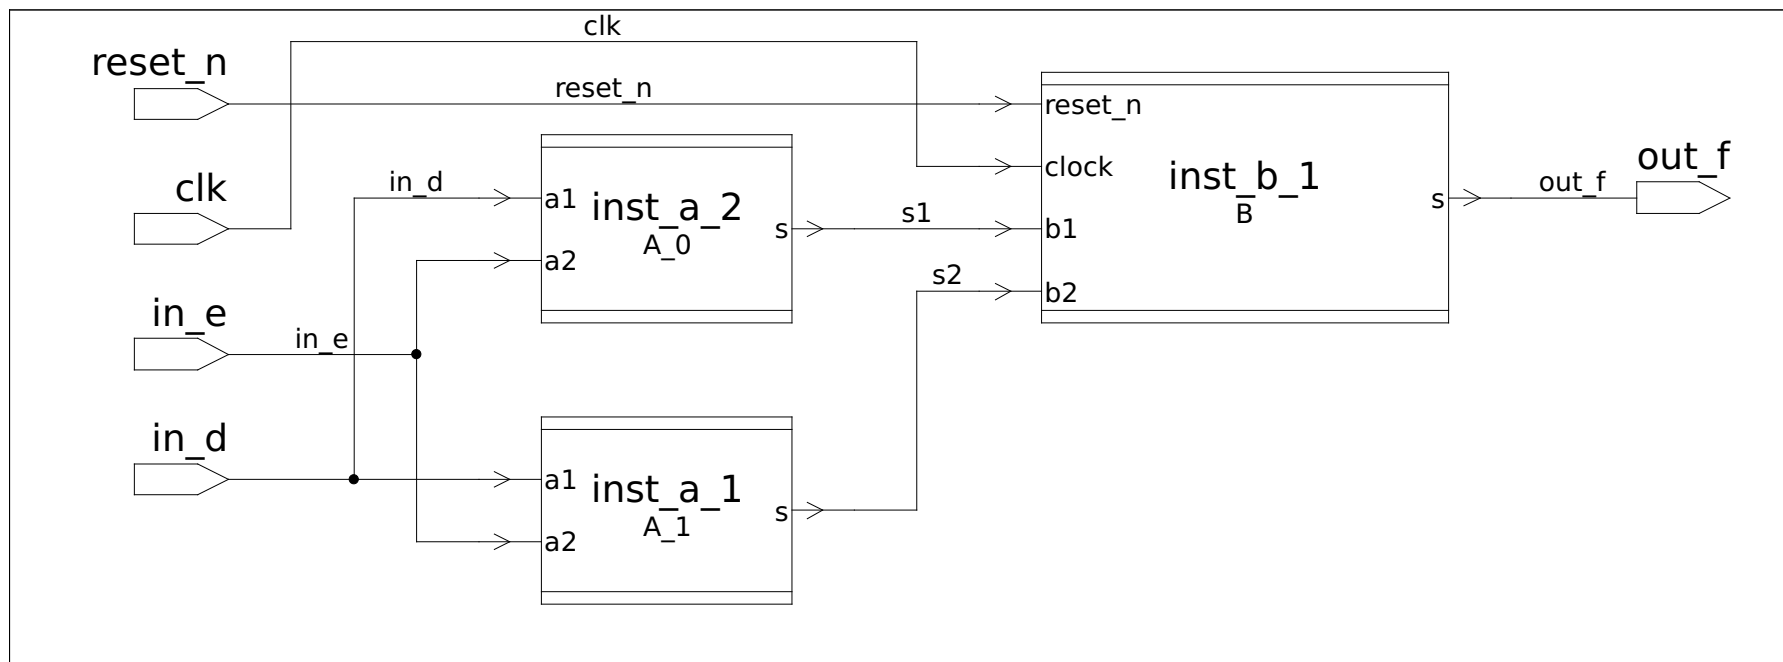 clk
reset_n
reset_n
reset_n
clock
clk
in_d
a1
inst_a_2
A_0
a2
s
s1
b1
inst_b_1
B
s
out_f
out_f
s2
b2
in_e
in_e
in_d
a1
inst_a_1
A_1
a2
s